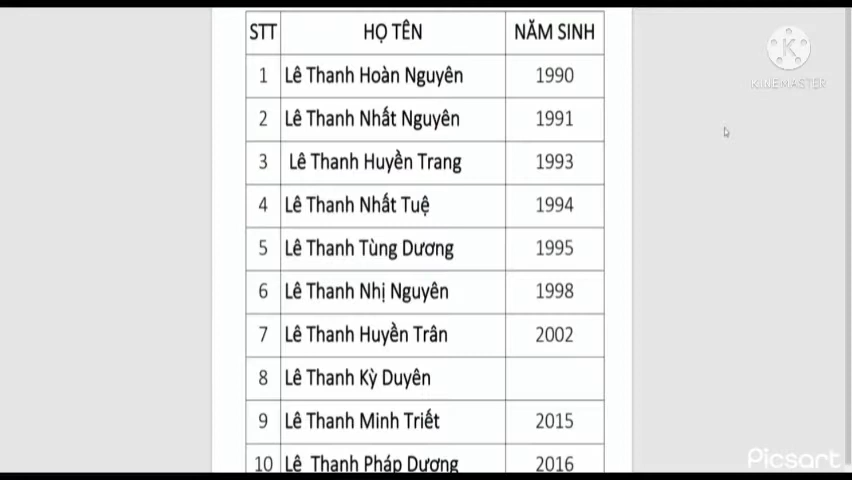 STT HỌ TÊN NĂM SINH
1 Lê Thanh Hoàn Nguyên 1990
2 Lê Thanh Nhất Nguyên 1991
3 Lê Thanh Huyền Trang 1993
4 Lê Thanh Nhất Tuệ 1994
5 Lê Thanh Tùng Dương 1995
6 Lê Thanh Nhị Nguyên 1998
7 Lê Thanh Huyền Trân 2002
8 Lê Thanh Kỳ Duyên
9 Lê Thanh Minh Triết 2015
10 Lê Thanh Pháp Dương 2016
K
KINEMASTER
Picsart